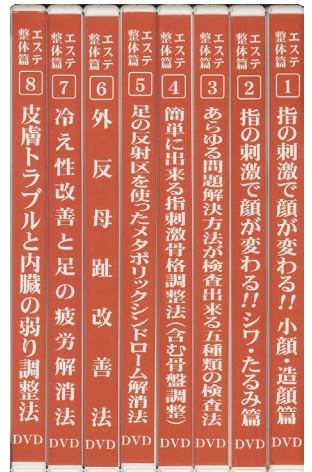 エステ
整体篇
1
指の刺激で顔が変わる!! 小顔・造顔篇
DVD
エステ
整体篇
2
指の刺激で顔が変わる!! シワ・たるみ篇
DVD
エステ
整体篇
3
あらゆる問題解決方法が検査出来る五種類の検査法
DVD
エステ
整体篇
4
簡単に出来る指刺激骨格調整法(含む骨盤調整)
DVD
エステ
整体篇
5
足の反射区を使ったメタボリックシンドローム解消法
DVD
エステ
整体篇
6
外反母趾改善法
DVD
エステ
整体篇
7
冷え性改善と足の疲労解消法
DVD
エステ
整体篇
8
皮膚トラブルと内臓の弱り調整法
DVD